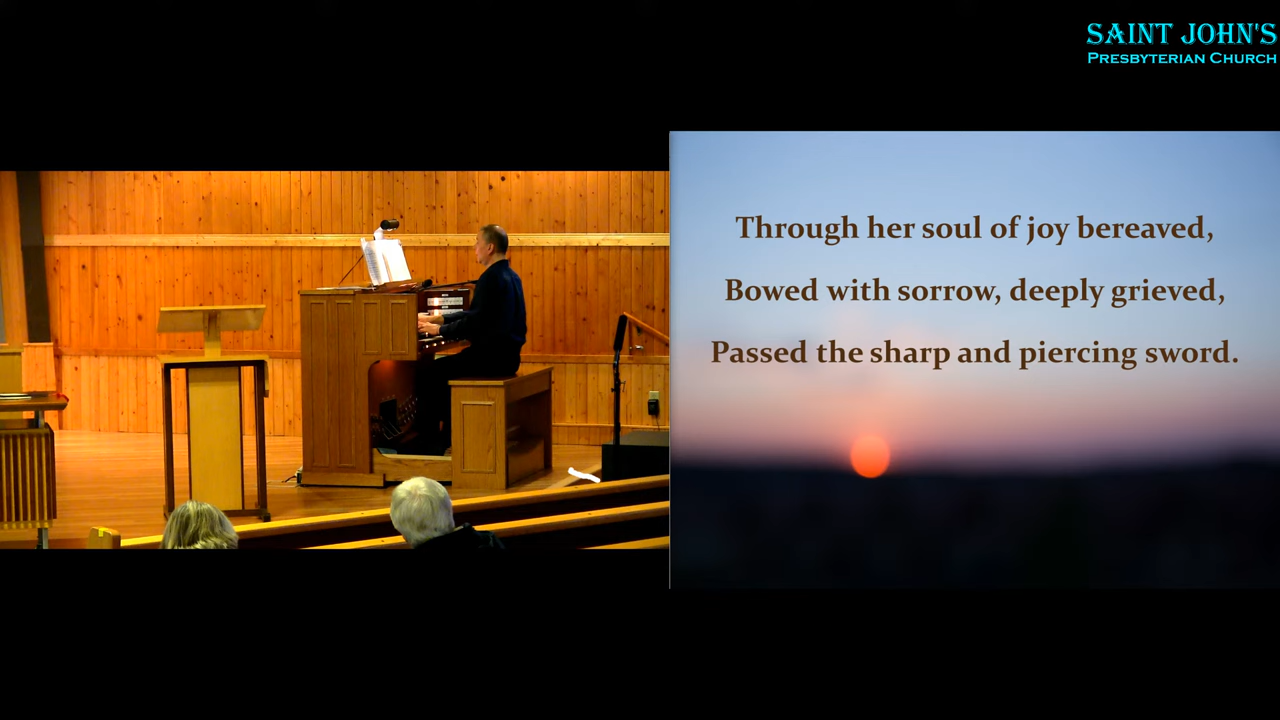 SAINT JOHN'S
PRESBYTERIAN CHURCH
Through her soul of joy bereaved,
Bowed with sorrow, deeply grieved,
Passed the sharp and piercing sword.